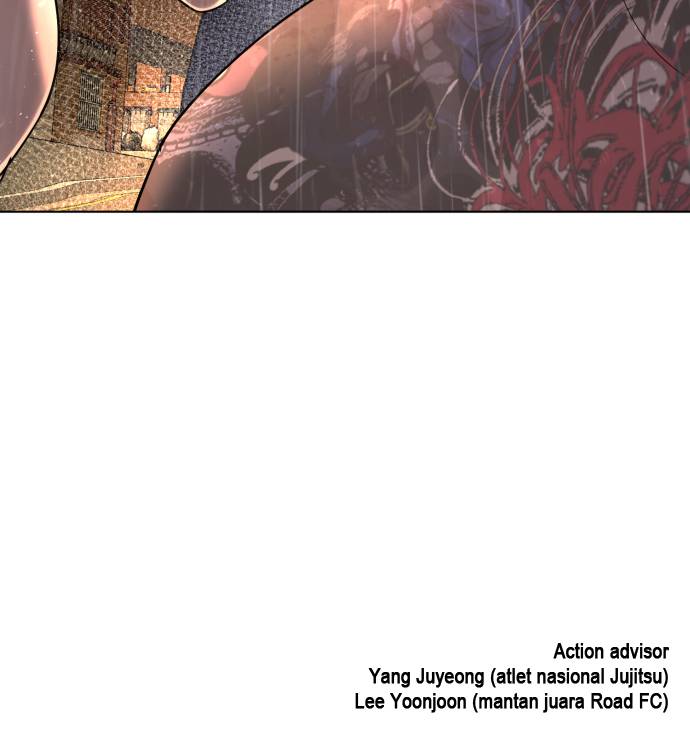 Action advisor
Yang Juyeong (atlet nasional Jujitsu)
Lee Yoonjoon (mantan juara Road FC)